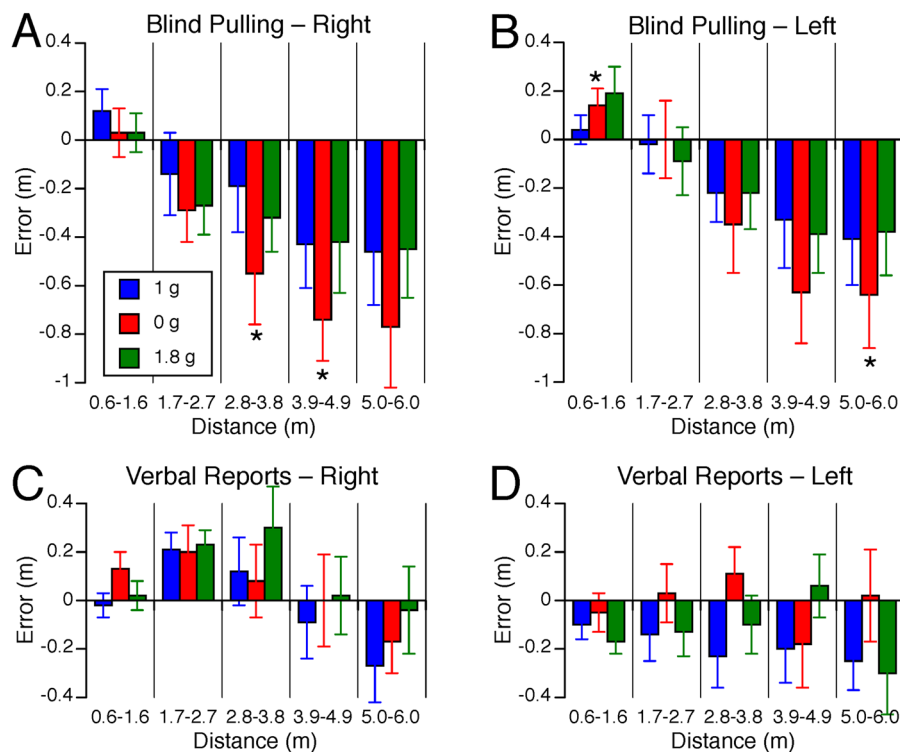 A
Blind Pulling – Right
0.4
0.2
0
-0.2
-0.4
-0.6
-0.8
-1
Error (m)
1 g
0 g
1.8 g
*
*
0.6-1.6 1.7-2.7 2.8-3.8 3.9-4.9 5.0-6.0
Distance (m)
B
Blind Pulling – Left
0.4
0.2
0
-0.2
-0.4
-0.6
-0.8
-1
Error (m)
*
*
0.6-1.6 1.7-2.7 2.8-3.8 3.9-4.9 5.0-6.0
Distance (m)
C
Verbal Reports – Right
0.4
0.2
0
-0.2
-0.4
Error (m)
0.6-1.6 1.7-2.7 2.8-3.8 3.9-4.9 5.0-6.0
Distance (m)
D
Verbal Reports – Left
0.4
0.2
0
-0.2
-0.4
Error (m)
0.6-1.6 1.7-2.7 2.8-3.8 3.9-4.9 5.0-6.0
Distance (m)